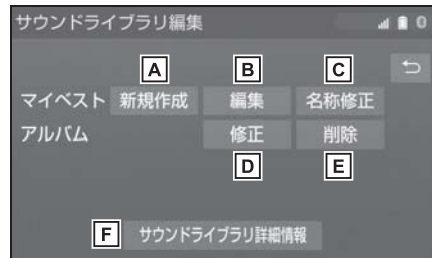 サウンドライブラリ編集 0
A B C
マイベスト 新規作成 編集 名称修正
アルバム 修正 削除
D E
F サウンドライブラリ詳細情報